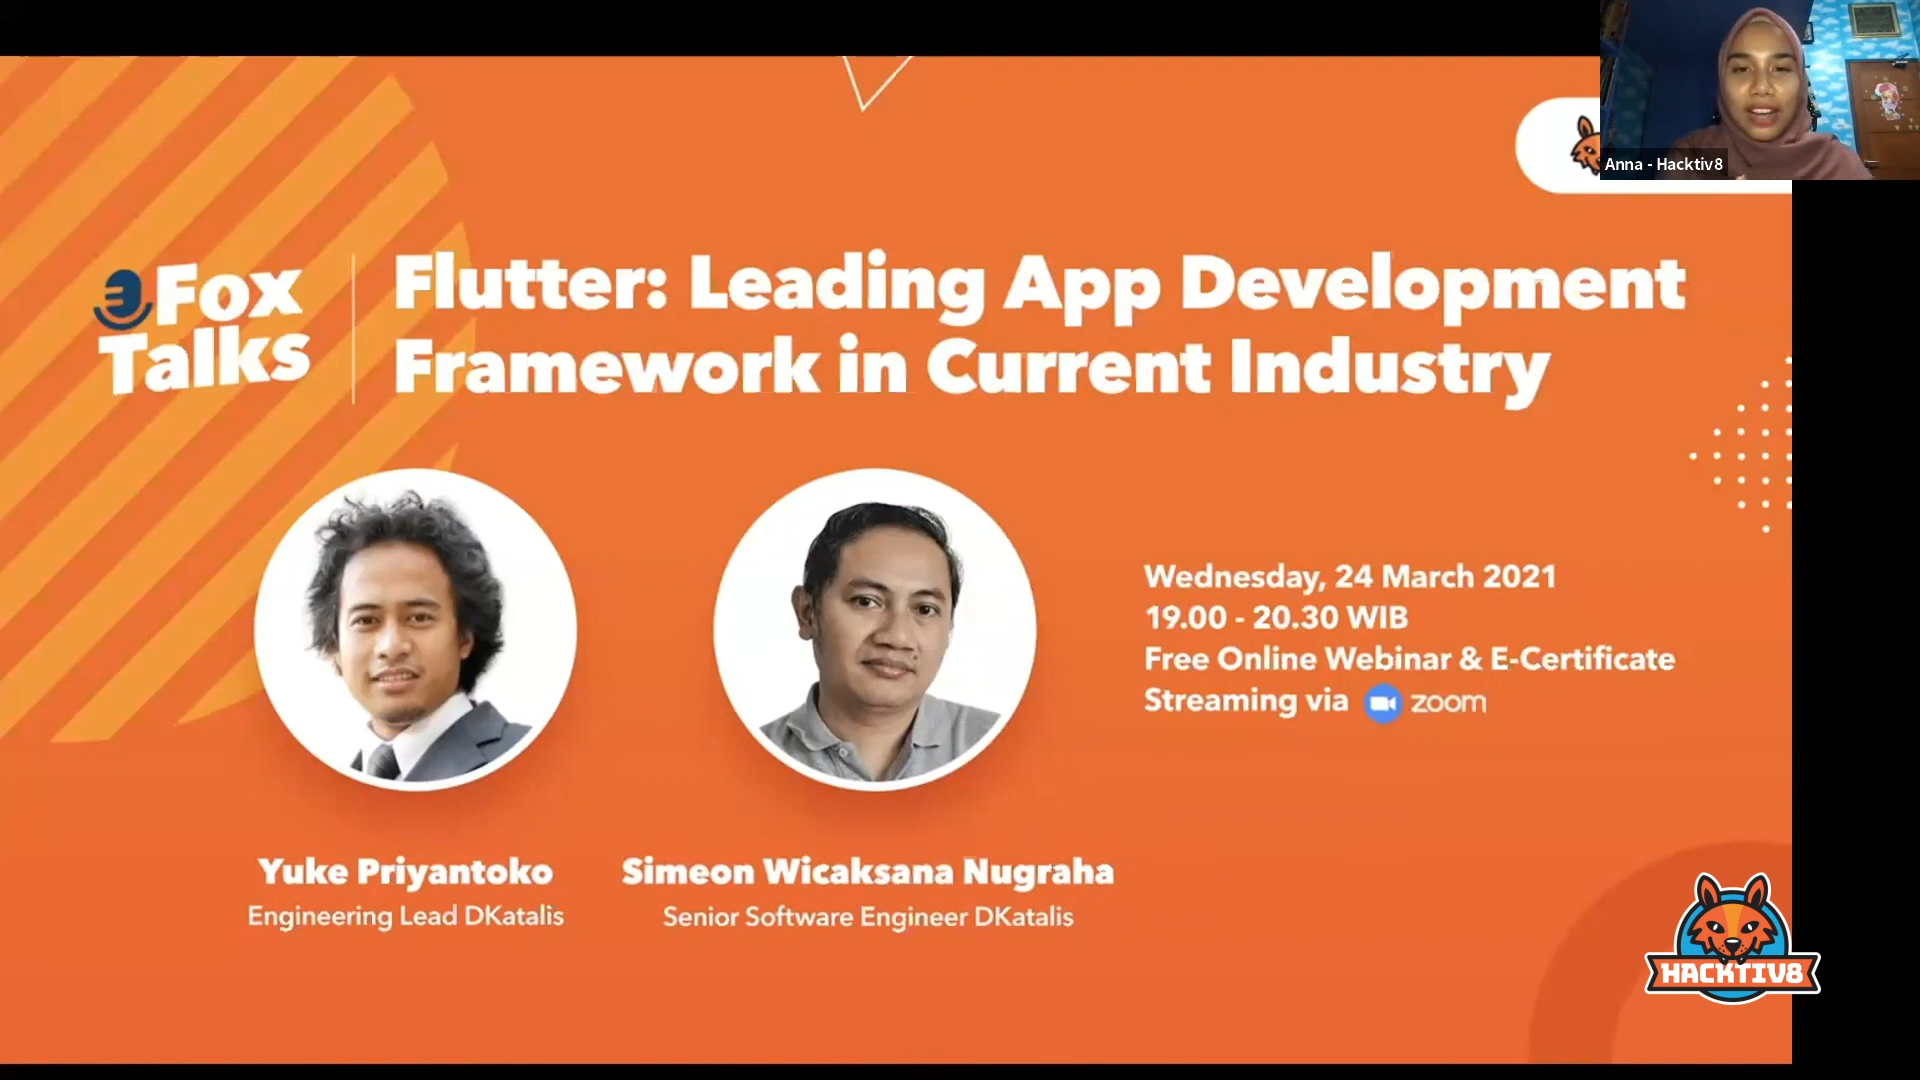 Anna - Hacktiv8
Fox
Talks
Flutter: Leading App Development
Framework in Current Industry
Wednesday, 24 March 2021
19.00 - 20.30 WIB
Free Online Webinar & E-Certificate
Streaming via zoom
Yuke Priyantoko
Engineering Lead DKatalis
Simeon Wicaksana Nugraha
Senior Software Engineer DKatalis
HACKTIV8